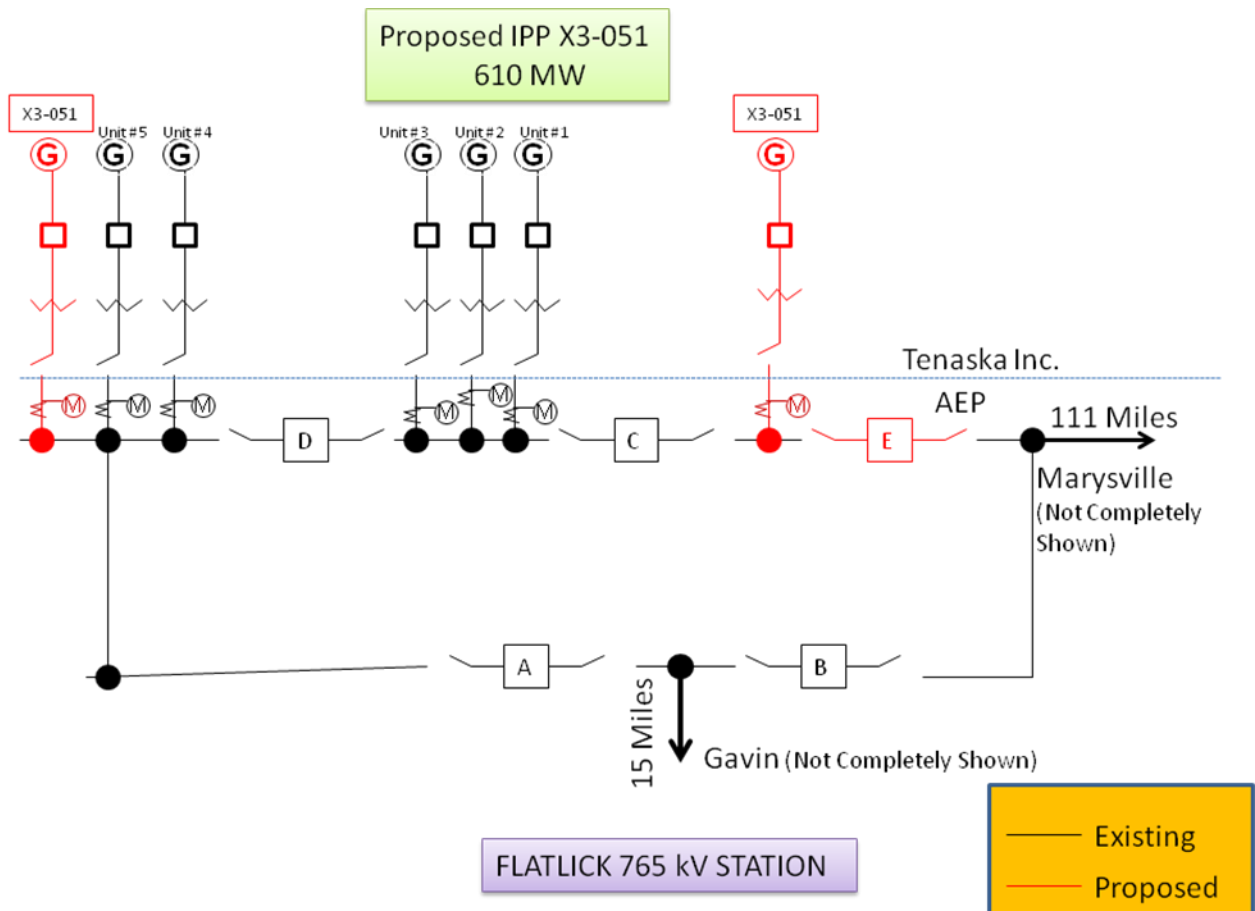 Proposed IPP X3-051
610 MW
X3-051
Unit#5
Unit#4
Unit#3
Unit#2
Unit#1
X3-051
G
G
G
G
G
G
G
Tenaska Inc.
AEP
M
M
M
M
M
M
M
D
C
E
111 Miles
Marysville
(Not Completely
Shown)
A
B
15 Miles
Gavin (Not Completely Shown)
FLATLICK 765 kV STATION
Existing
Proposed